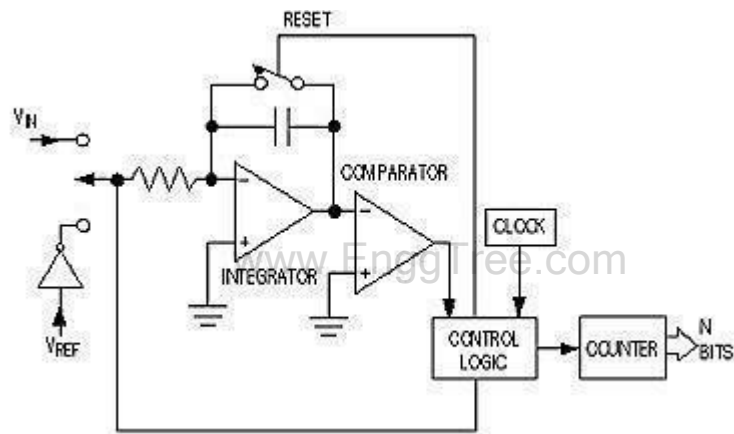 RESET
VIN
COMPARATOR
CLOCK
www.EnggTree.com
INTEGRATOR
VREF
CONTROL
LOGIC
COUNTER
N
BITS
−
+
−
+